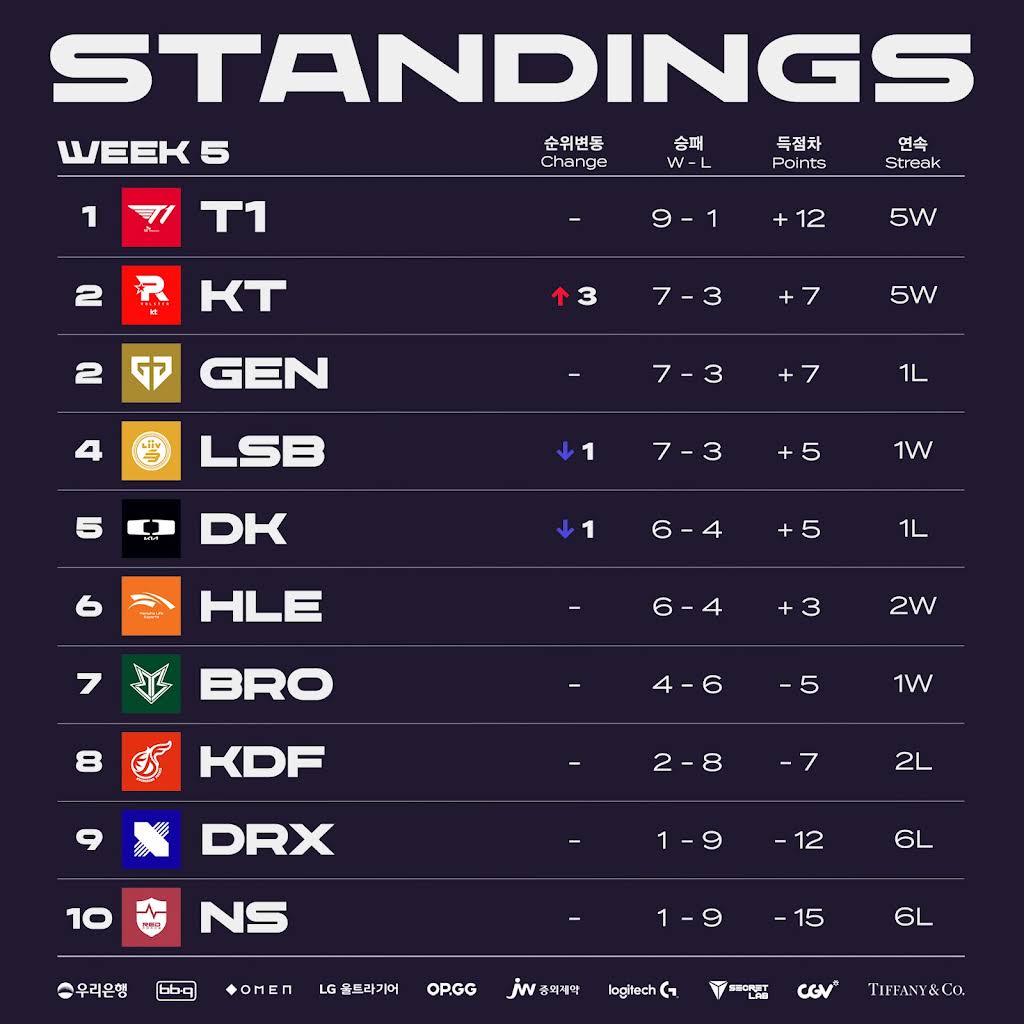 STANDINGS
WEEK 5 순위변동 승패 득점차 연속
Change W - L Points Streak
1 T1 - 9 - 1 + 12 5W
2 KT ↑ 3 7 - 3 + 7 5W
2 GEN - 7 - 3 + 7 1L
4 LSB ↓ 1 7 - 3 + 5 1W
5 DK ↓ 1 6 - 4 + 5 1L
6 HLE - 6 - 4 + 3 2W
7 BRO - 4 - 6 - 5 1W
8 KDF - 2 - 8 - 7 2L
9 DRX - 1 - 9 - 12 6L
10 NS - 1 - 9 - 15 6L
우리은행 bb.q OMEN LG 울트라기어 OP.GG JW 중외제약 logitech G SECRET LAB CGV TIFFANY & CO.